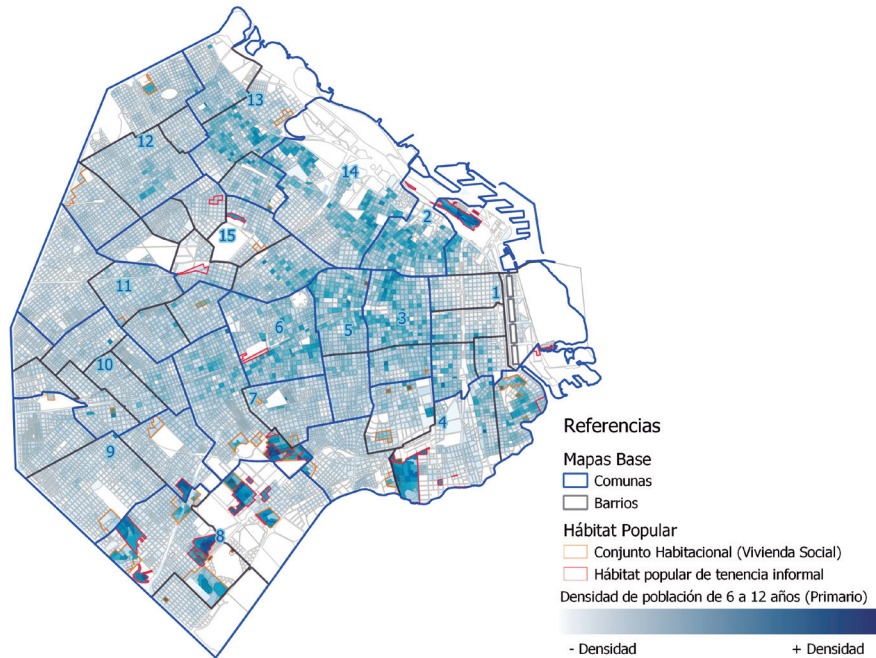 13
12
14
2
15
11
1
6
5
3
10
7
4
9
8
Referencias
Mapas Base
Comunas
Barrios
Hábitat Popular
Conjunto Habitacional (Vivienda Social)
Hábitat popular de tenencia informal
Densidad de población de 6 a 12 años (Primario)
- Densidad + Densidad